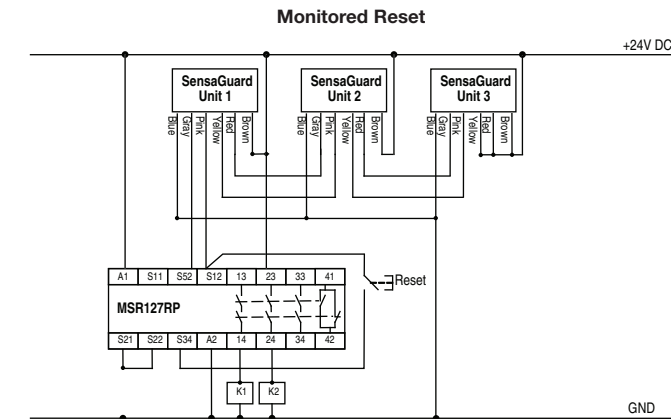 Monitored Reset
+24V DC
SensaGuard
Unit 1
SensaGuard
Unit 2
SensaGuard
Unit 3
Blue
Gray
Pink
Yellow
Red
Brown
Blue
Gray
Pink
Yellow
Red
Brown
Blue
Gray
Pink
Yellow
Red
Brown
A1 S11 S52 S12 13 23 33 41
Reset
MSR127RP
S21 S22 S34 A2 14 24 34 42
K1 K2
GND